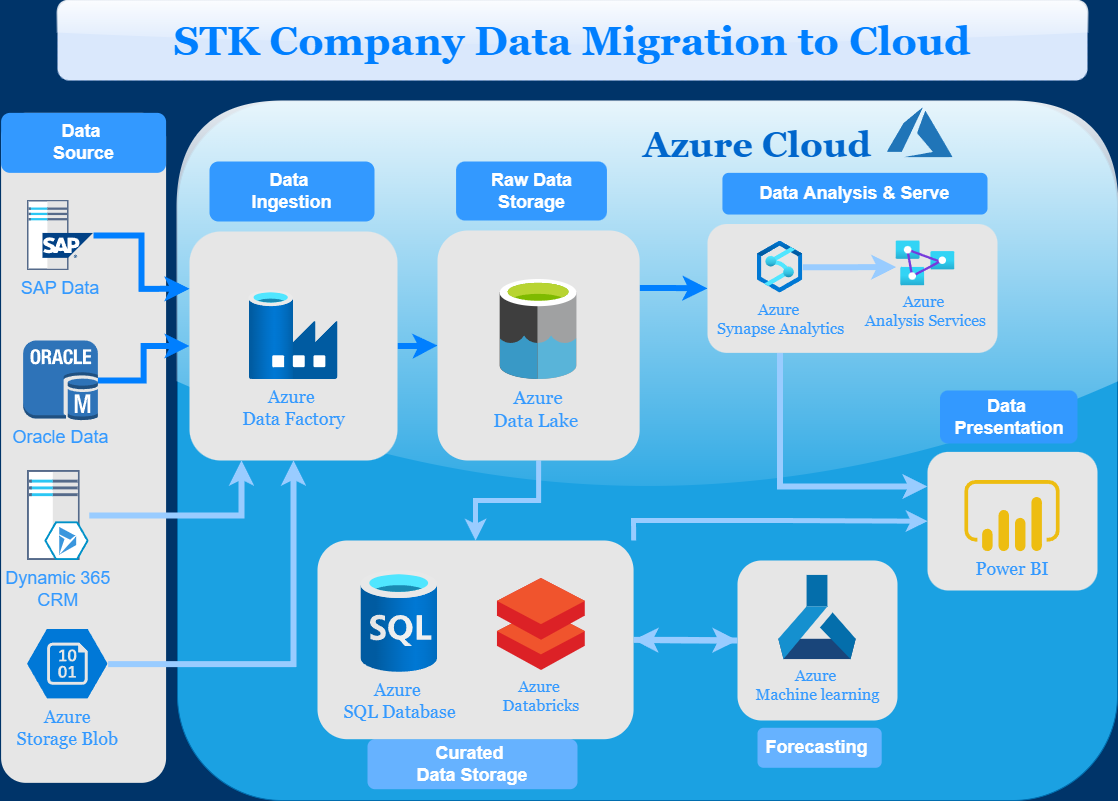 STK Company Data Migration to Cloud
Data
Source
SAP
SAP Data
ORACLE
M
Oracle Data
Dynamic 365
CRM
10
01
Azure
Storage Blob
Azure Cloud
Data
Ingestion
Azure
Data Factory
Raw Data
Storage
Azure
Data Lake
Data Analysis & Serve
Azure
Synapse Analytics
Azure
Analysis Services
Data
Presentation
Power BI
SQL
Azure
SQL Database
Azure
Databricks
Curated
Data Storage
Azure
Machine learning
Forecasting